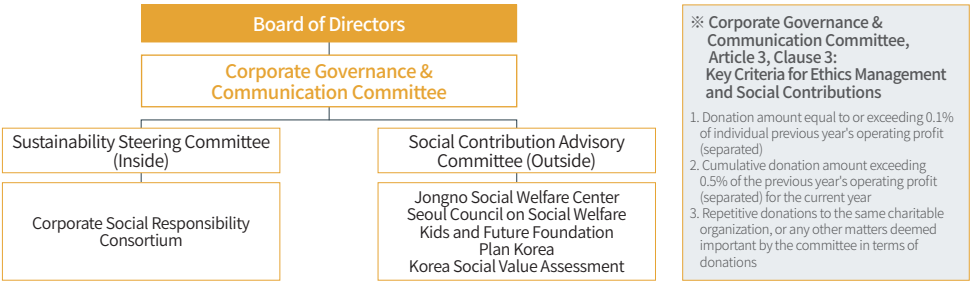 Board of Directors
Corporate Governance &
Communication Committee
Sustainability Steering Committee
(Inside)
Social Contribution Advisory
Committee (Outside)
Corporate Social Responsibility
Consortium
Jongno Social Welfare Center
Seoul Council on Social Welfare
Kids and Future Foundation
Plan Korea
Korea Social Value Assessment
※ Corporate Governance &
Communication Committee,
Article 3, Clause 3:
Key Criteria for Ethics Management
and Social Contributions
1. Donation amount equal to or exceeding 0.1%
of individual previous year's operating profit
(separated)
2. Cumulative donation amount exceeding
0.5% of the previous year's operating profit
(separated) for the current year
3. Repetitive donations to the same charitable
organization, or any other matters deemed
important by the committee in terms of
donations